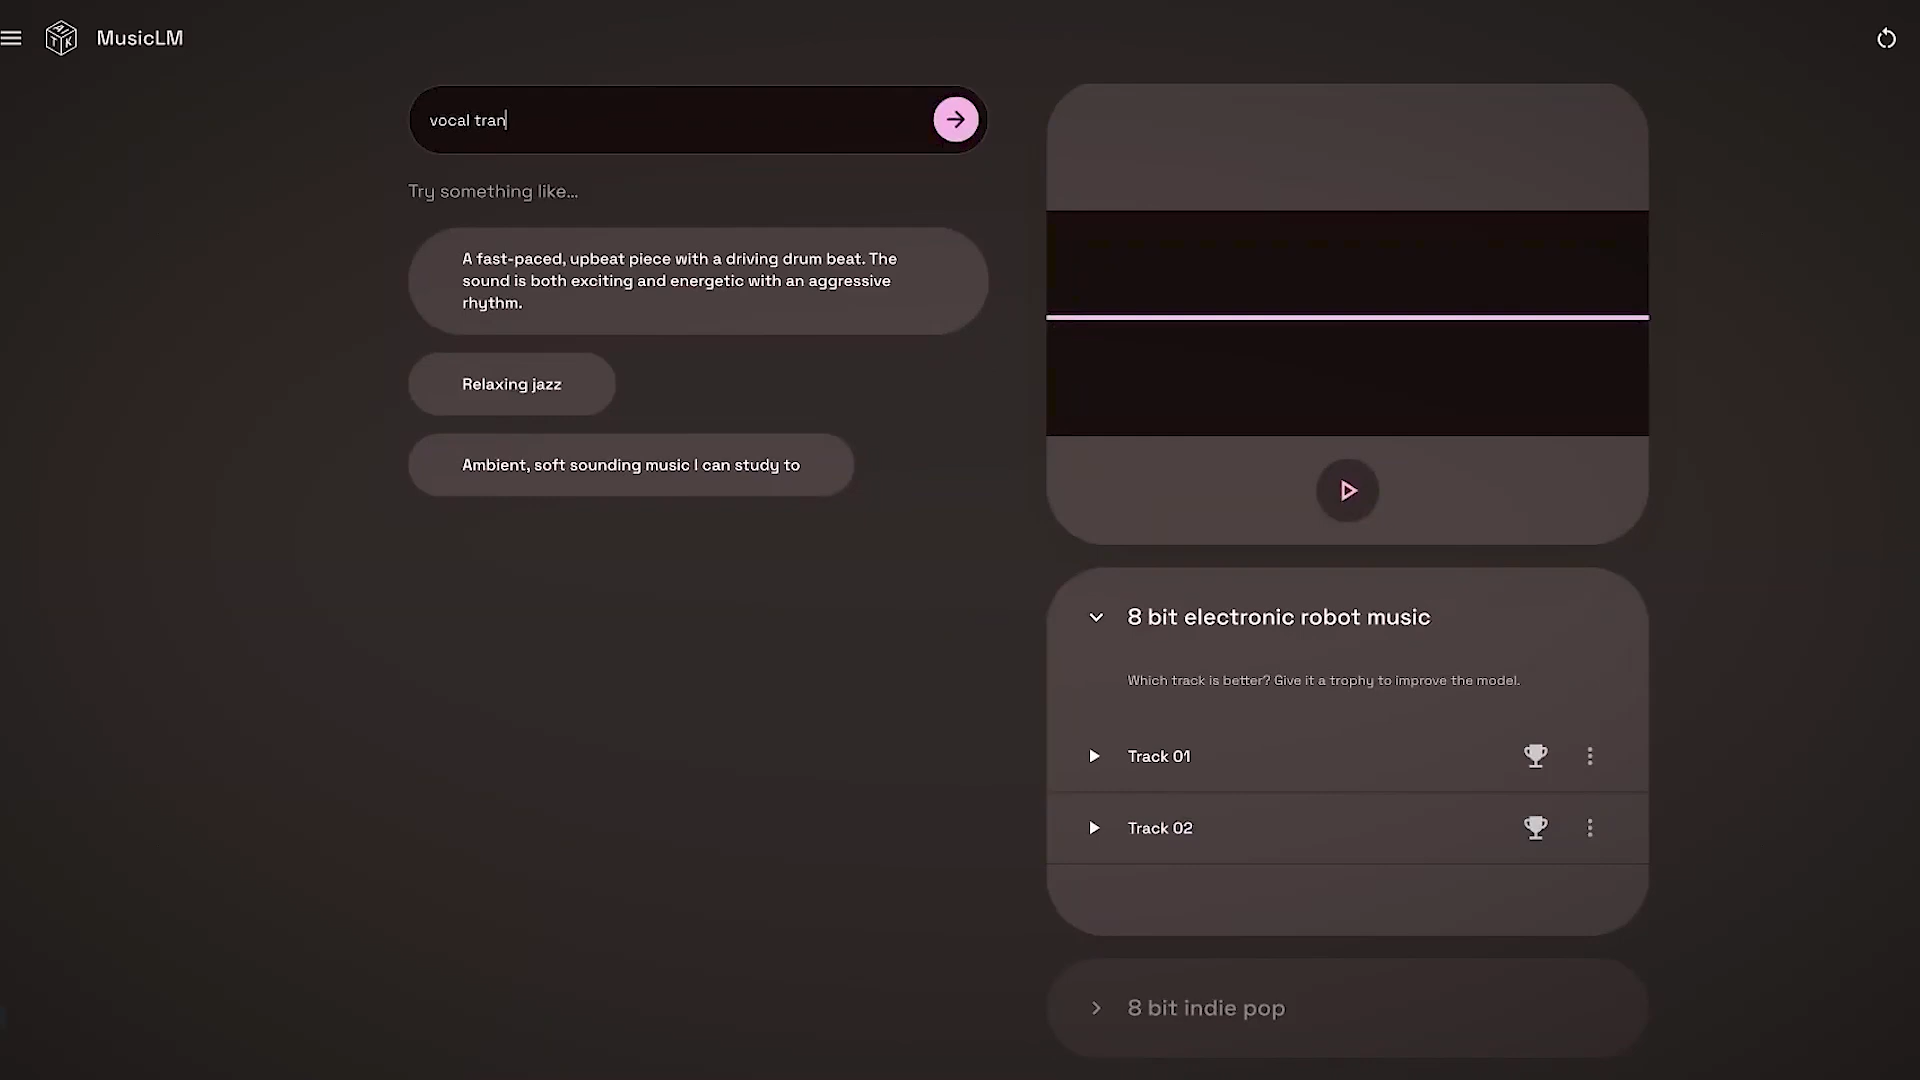 MusicLM
vocal tran
Try something like...
A fast-paced, upbeat piece with a driving drum beat. The
sound is both exciting and energetic with an aggressive
rhythm.
Relaxing jazz
Ambient, soft sounding music I can study to
8 bit electronic robot music
Which track is better? Give it a trophy to improve the model.
Track 01
Track 02
8 bit indie pop